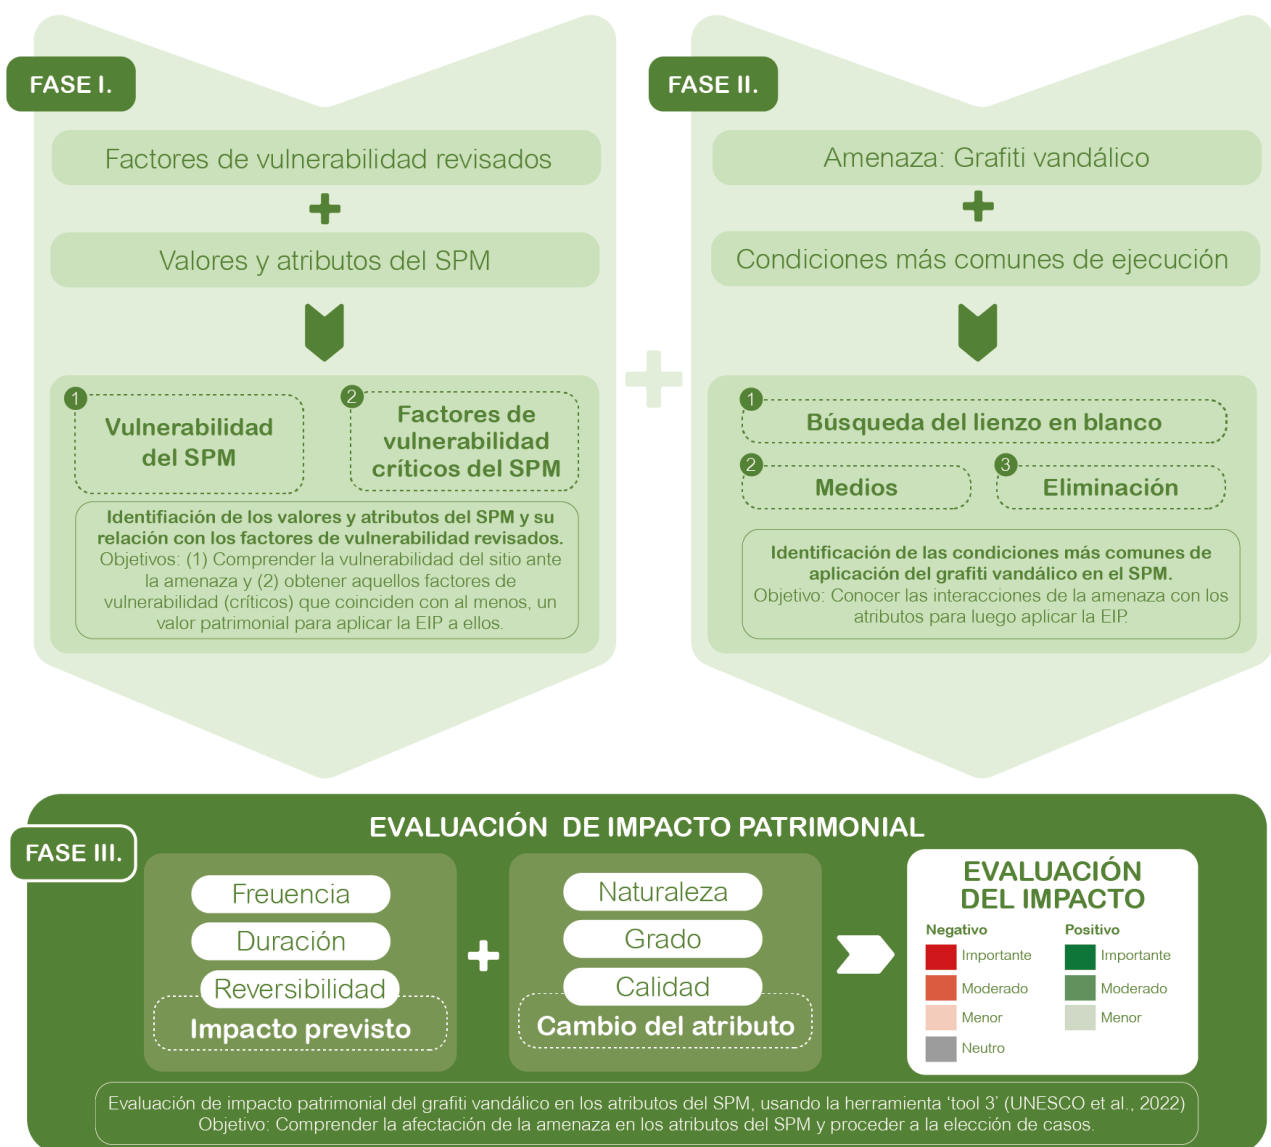 FASE I.
Factores de vulnerabilidad revisados
+
Valores y atributos del SPM
1
Vulnerabilidad
del SPM
2
Factores de
vulnerabilidad
críticos del SPM
Identifiación de los valores y atributos del SPM y su
relación con los factores de vulnerabilidad revisados.
Objetivos: (1) Comprender la vulnerabilidad del sitio ante
la amenaza y (2) obtener aquellos factores de
vulnerabilidad (críticos) que coinciden con al menos, un
valor patrimonial para aplicar la EIP a ellos.
+
FASE II.
Amenaza: Grafiti vandálico
+
Condiciones más comunes de ejecución
1
Búsqueda del lienzo en blanco
2
Medios
3
Eliminación
Identificación de las condiciones más comunes de
aplicación del grafiti vandálico en el SPM.
Objetivo: Conocer las interacciones de la amenaza con los
atributos para luego aplicar la EIP.
FASE III.
EVALUACIÓN DE IMPACTO PATRIMONIAL
Freuencia
Duración
Reversibilidad
Impacto previsto
+
Naturaleza
Grado
Calidad
Cambio del atributo
EVALUACIÓN
DEL IMPACTO
Negativo
Importante
Moderado
Menor
Neutro
Positivo
Importante
Moderado
Menor
Evaluación de impacto patrimonial del grafiti vandálico en los atributos del SPM, usando la herramienta ‘tool 3’ (UNESCO et al., 2022)
Objetivo: Comprender la afectación de la amenaza en los atributos del SPM y proceder a la elección de casos.